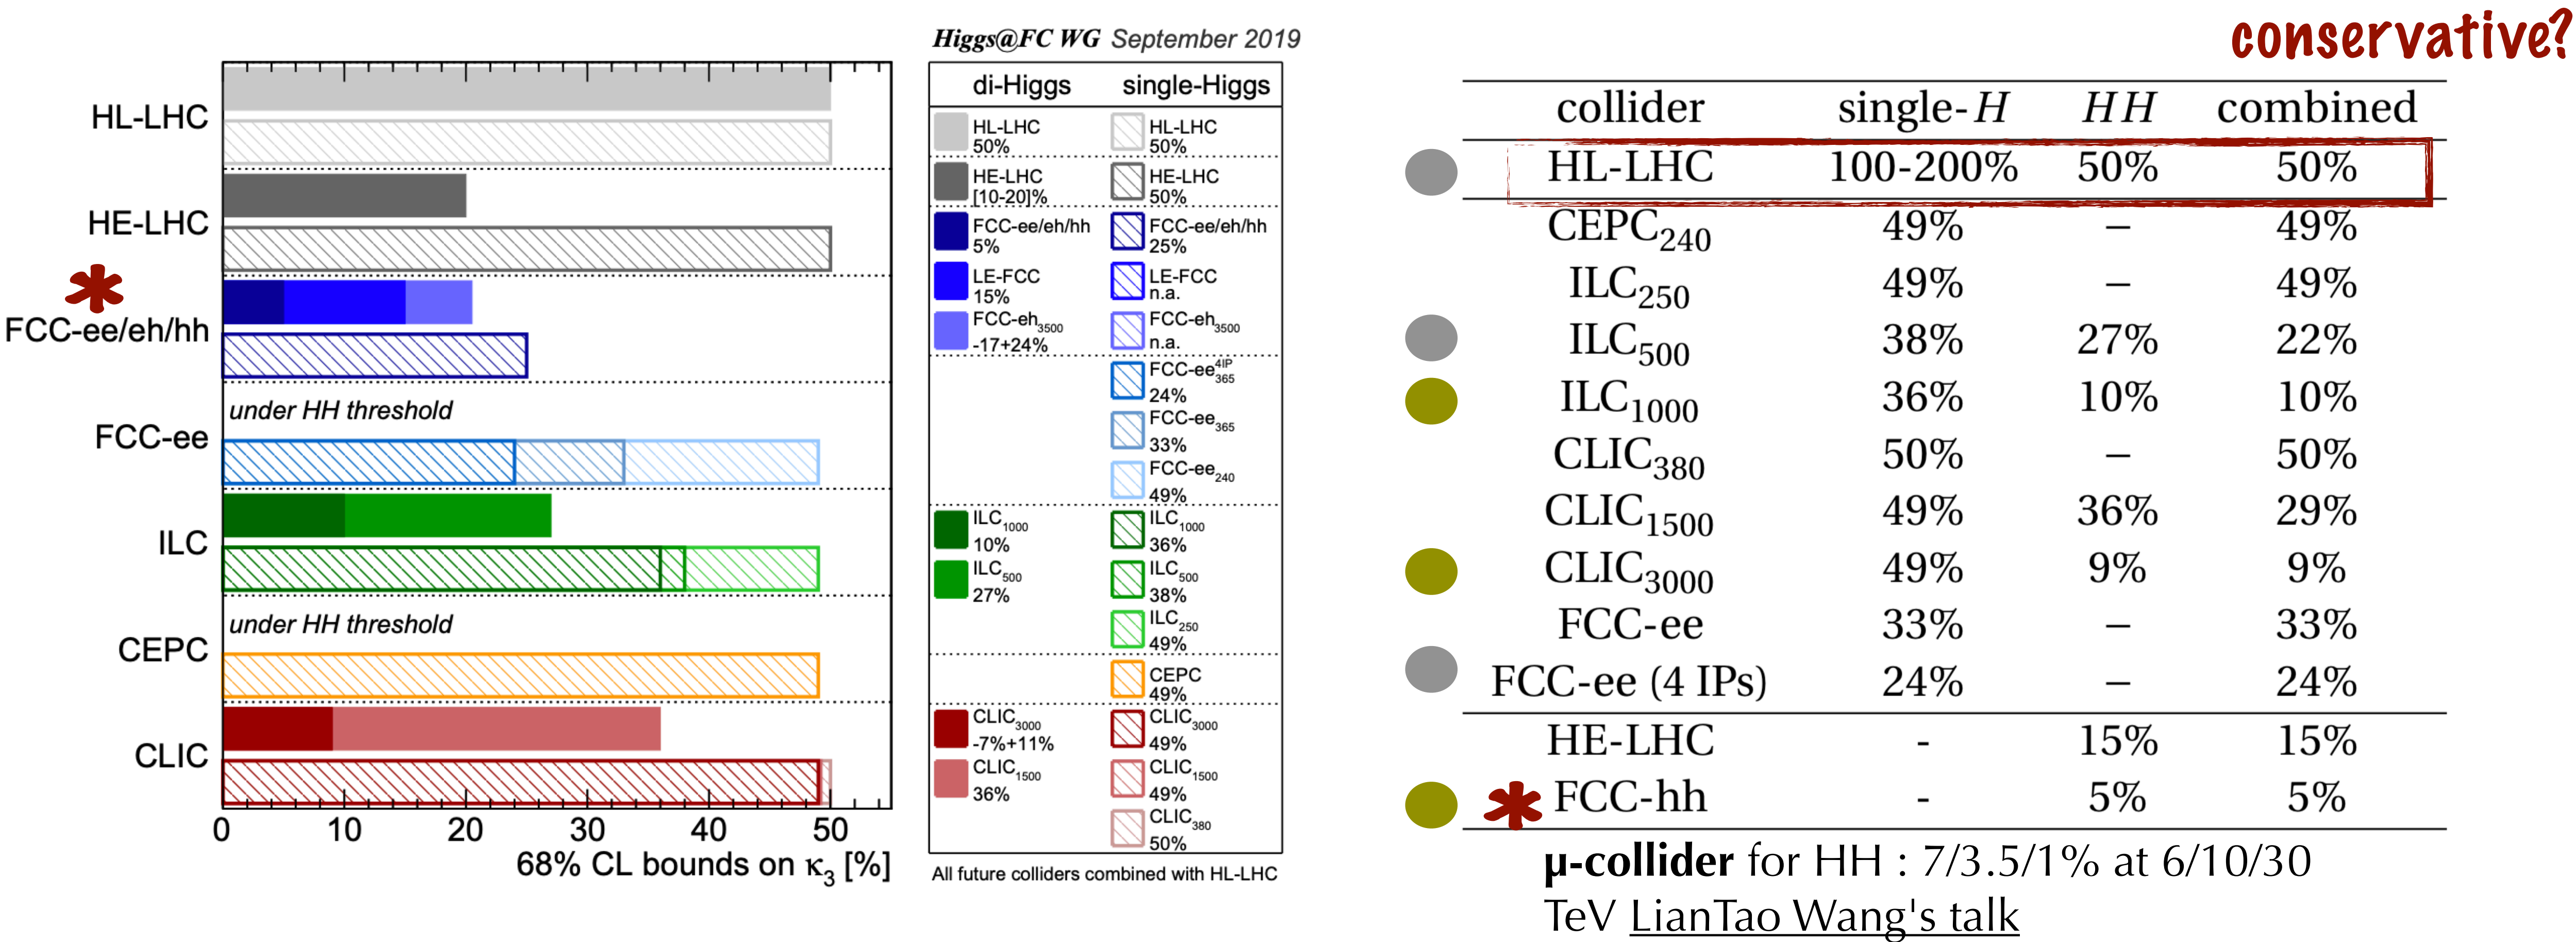 conservative?
Higgs@FC WG September 2019
HL-LHC
HE-LHC
FCC-ee/eh/hh
under HH threshold
FCC-ee
ILC
under HH threshold
CEPC
CLIC
0 10 20 30 40 50
68% CL bounds on κ₃ [%]
di-Higgs single-Higgs
HL-LHC HL-LHC
50% 50%
HE-LHC HE-LHC
[10-20]% 50%
FCC-ee/eh/hh FCC-ee/eh/hh
5% 25%
LE-FCC LE-FCC
15% n.a.
FCC-eh₃₅₀₀ FCC-eh₃₅₀₀
-17+24% n.a.
FCC-ee⁴ᴵᴾ₃₆₅
24%
FCC-ee₃₆₅
33%
FCC-ee₂₄₀
49%
ILC₁₀₀₀ ILC₁₀₀₀
10% 36%
ILC₅₀₀ ILC₅₀₀
27% 38%
ILC₂₅₀
49%
CEPC
49%
CLIC₃₀₀₀ CLIC₃₀₀₀
-7%+11% 49%
CLIC₁₅₀₀ CLIC₁₅₀₀
36% 49%
CLIC₃₈₀
50%
All future colliders combined with HL-LHC
collider single-H HH combined
HL-LHC 100-200% 50% 50%
CEPC₂₄₀ 49% – 49%
ILC₂₅₀ 49% – 49%
ILC₅₀₀ 38% 27% 22%
ILC₁₀₀₀ 36% 10% 10%
CLIC₃₈₀ 50% – 50%
CLIC₁₅₀₀ 49% 36% 29%
CLIC₃₀₀₀ 49% 9% 9%
FCC-ee 33% – 33%
FCC-ee (4 IPs) 24% – 24%
HE-LHC - 15% 15%
* FCC-hh - 5% 5%
μ-collider for HH : 7/3.5/1% at 6/10/30
TeV LianTao Wang's talk